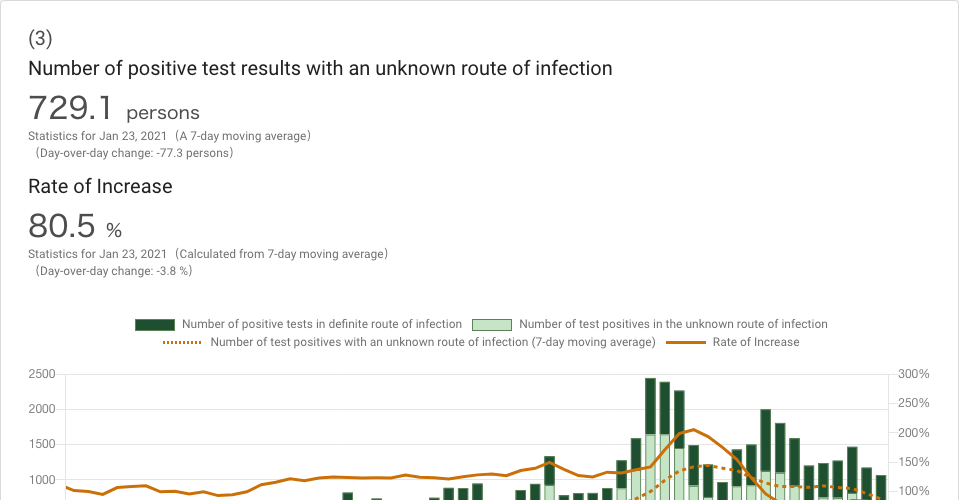 (3)
Number of positive test results with an unknown route of infection
729.1 persons
Statistics for Jan 23, 2021 (A 7-day moving average)
(Day-over-day change: -77.3 persons)
Rate of Increase
80.5 %
Statistics for Jan 23, 2021 (Calculated from 7-day moving average)
(Day-over-day change: -3.8 %)
Number of positive tests in definite route of infection Number of test positives in the unknown route of infection
Number of test positives with an unknown route of infection (7-day moving average) Rate of Increase
2500 300%
250%
2000
200%
1500
150%
1000
100%